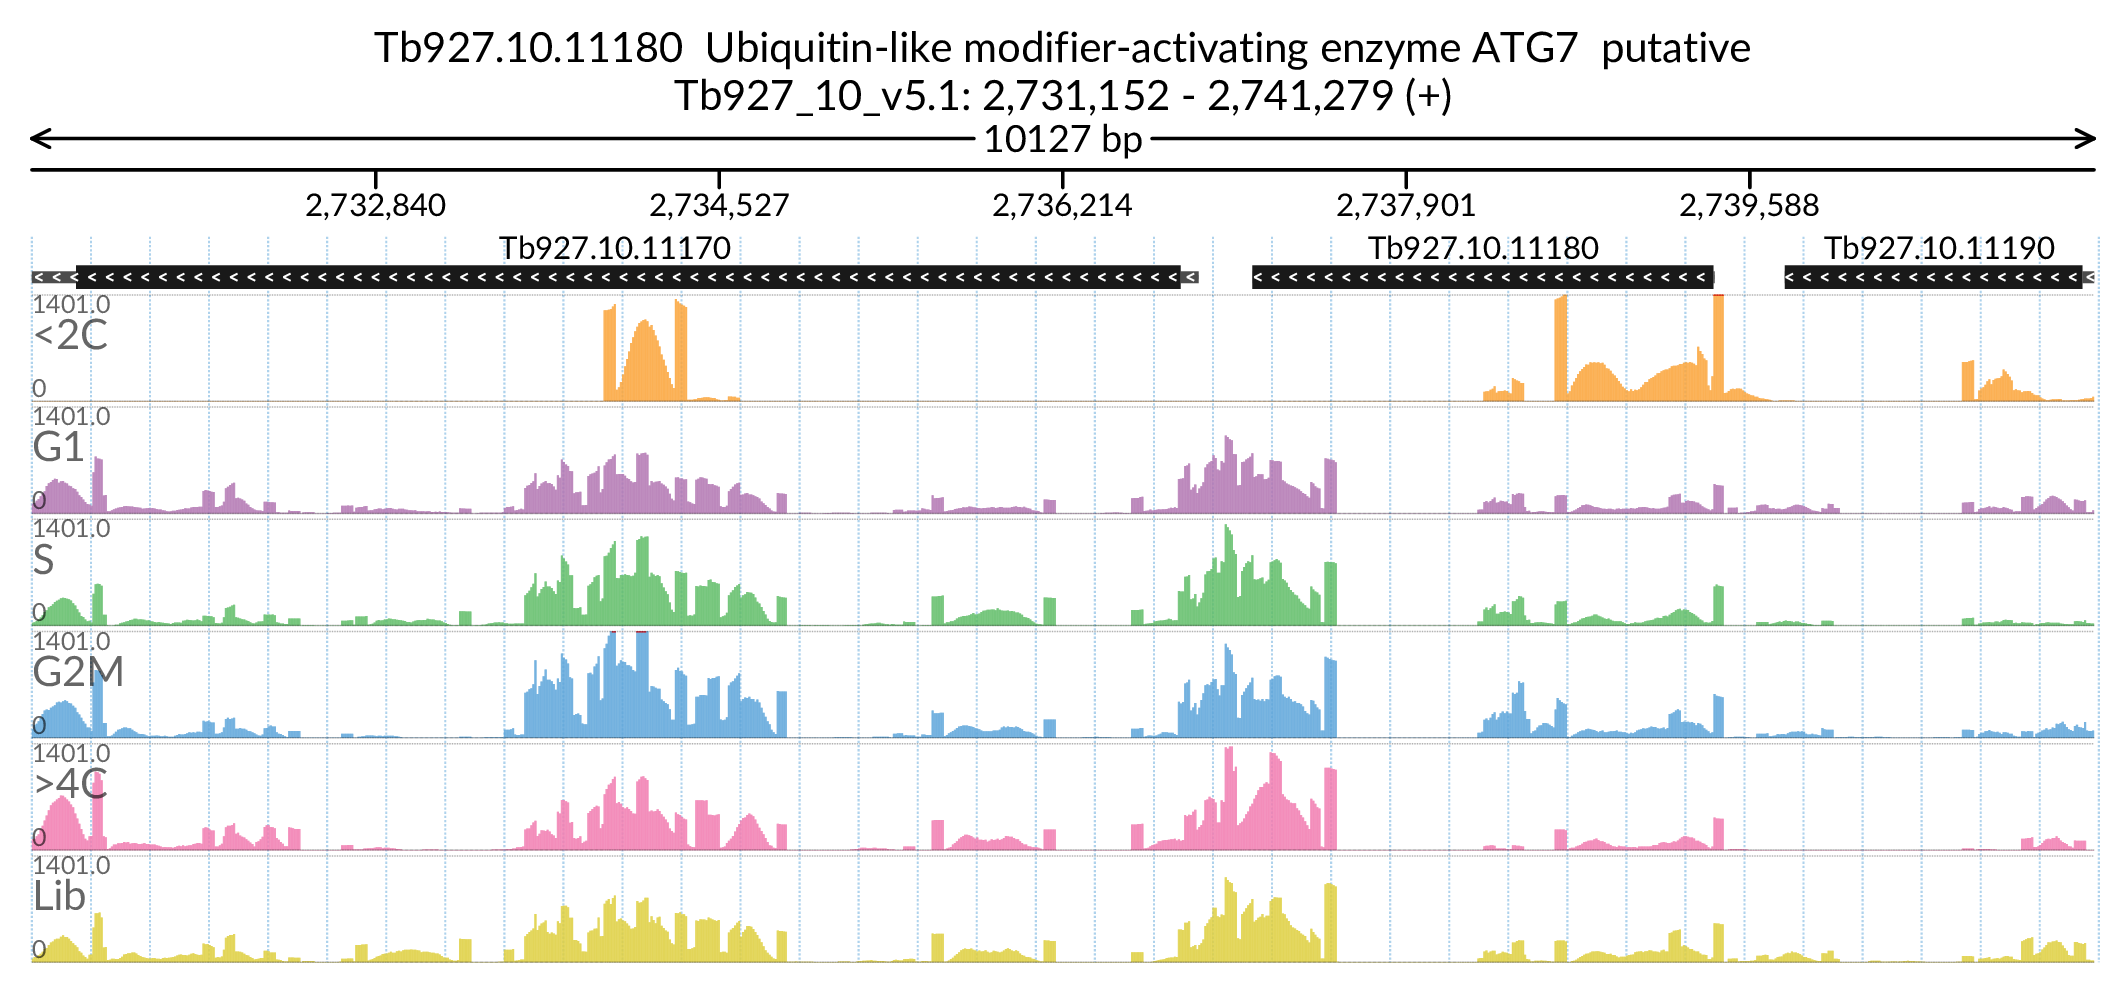 Tb927.10.11180 Ubiquitin-like modifier-activating enzyme ATG7 putative
Tb927_10_v5.1: 2,731,152 - 2,741,279 (+)
10127 bp
2,732,840 2,734,527 2,736,214 2,737,901 2,739,588
Tb927.10.11170 Tb927.10.11180 Tb927.10.11190
1401.0
<2C
0
1401.0
G1
0
1401.0
S
0
1401.0
G2M
0
1401.0
>4C
0
1401.0
Lib
0